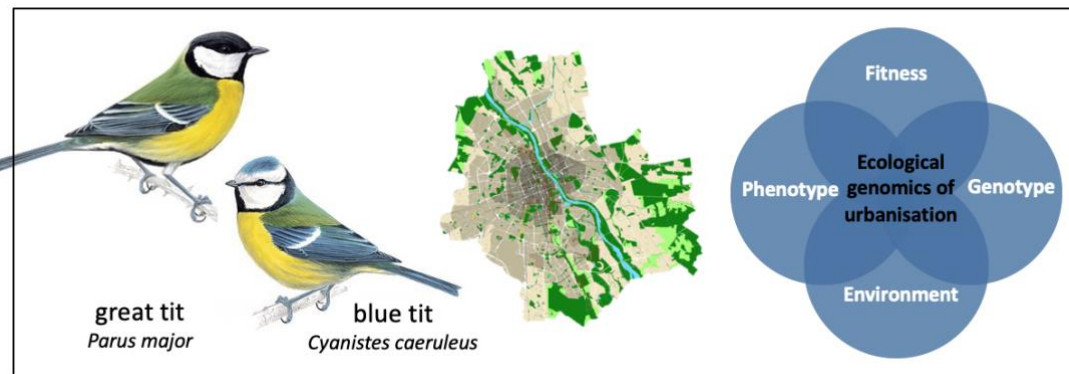 great tit
Parus major
blue tit
Cyanistes caeruleus
Fitness
Phenotype
Ecological
genomics of
urbanisation
Genotype
Environment